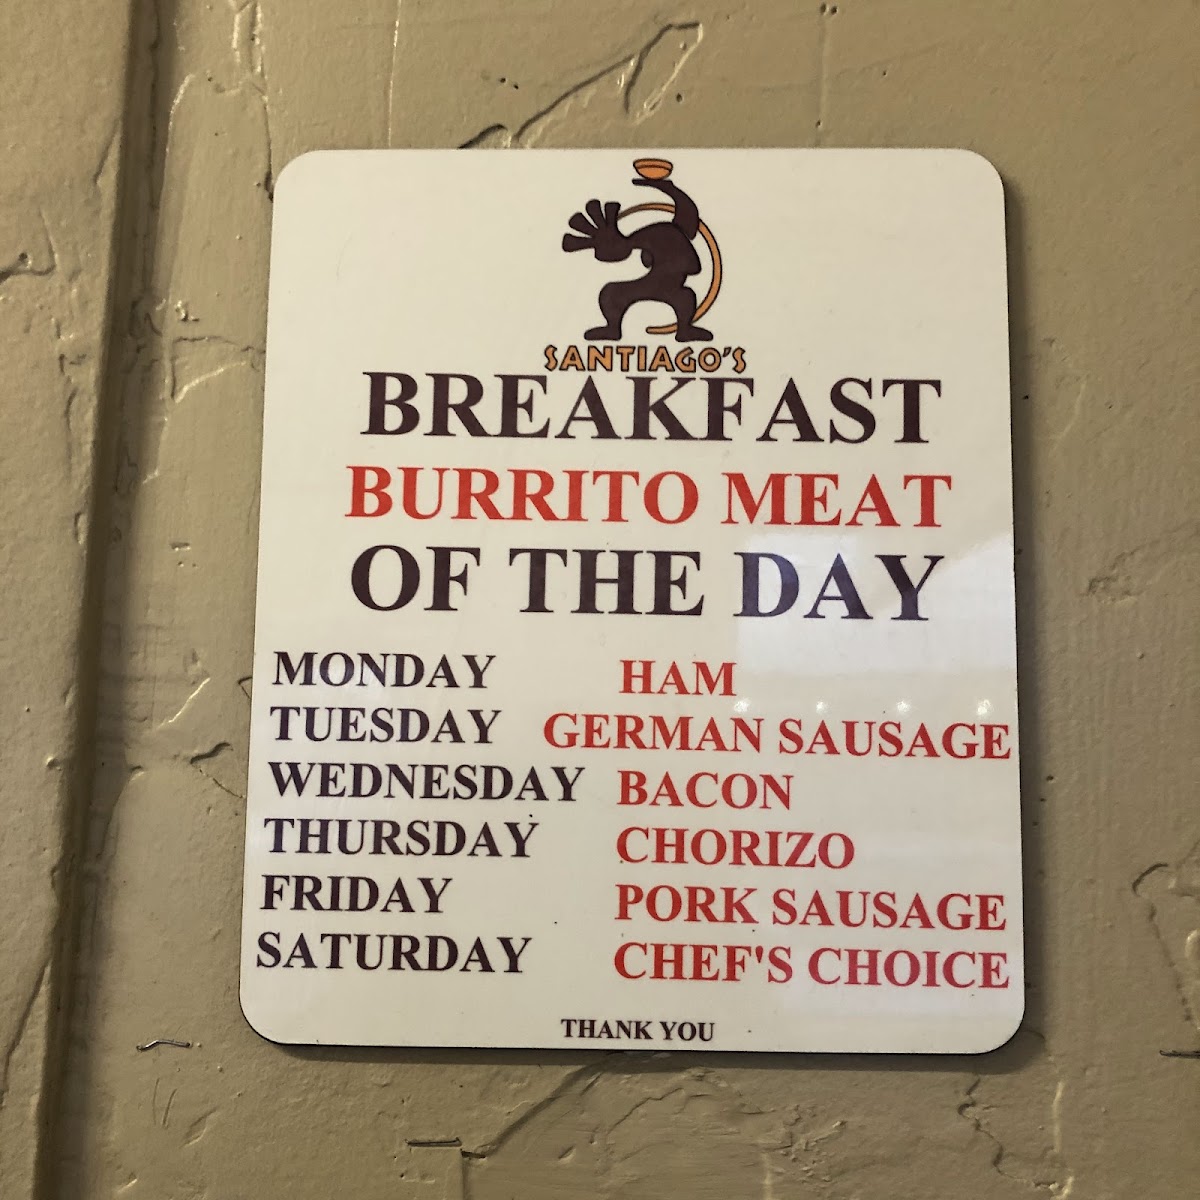 SANTIAGO'S
BREAKFAST
BURRITO MEAT
OF THE DAY
MONDAY HAM
TUESDAY GERMAN SAUSAGE
WEDNESDAY BACON
THURSDAY CHORIZO
FRIDAY PORK SAUSAGE
SATURDAY CHEF'S CHOICE
THANK YOU